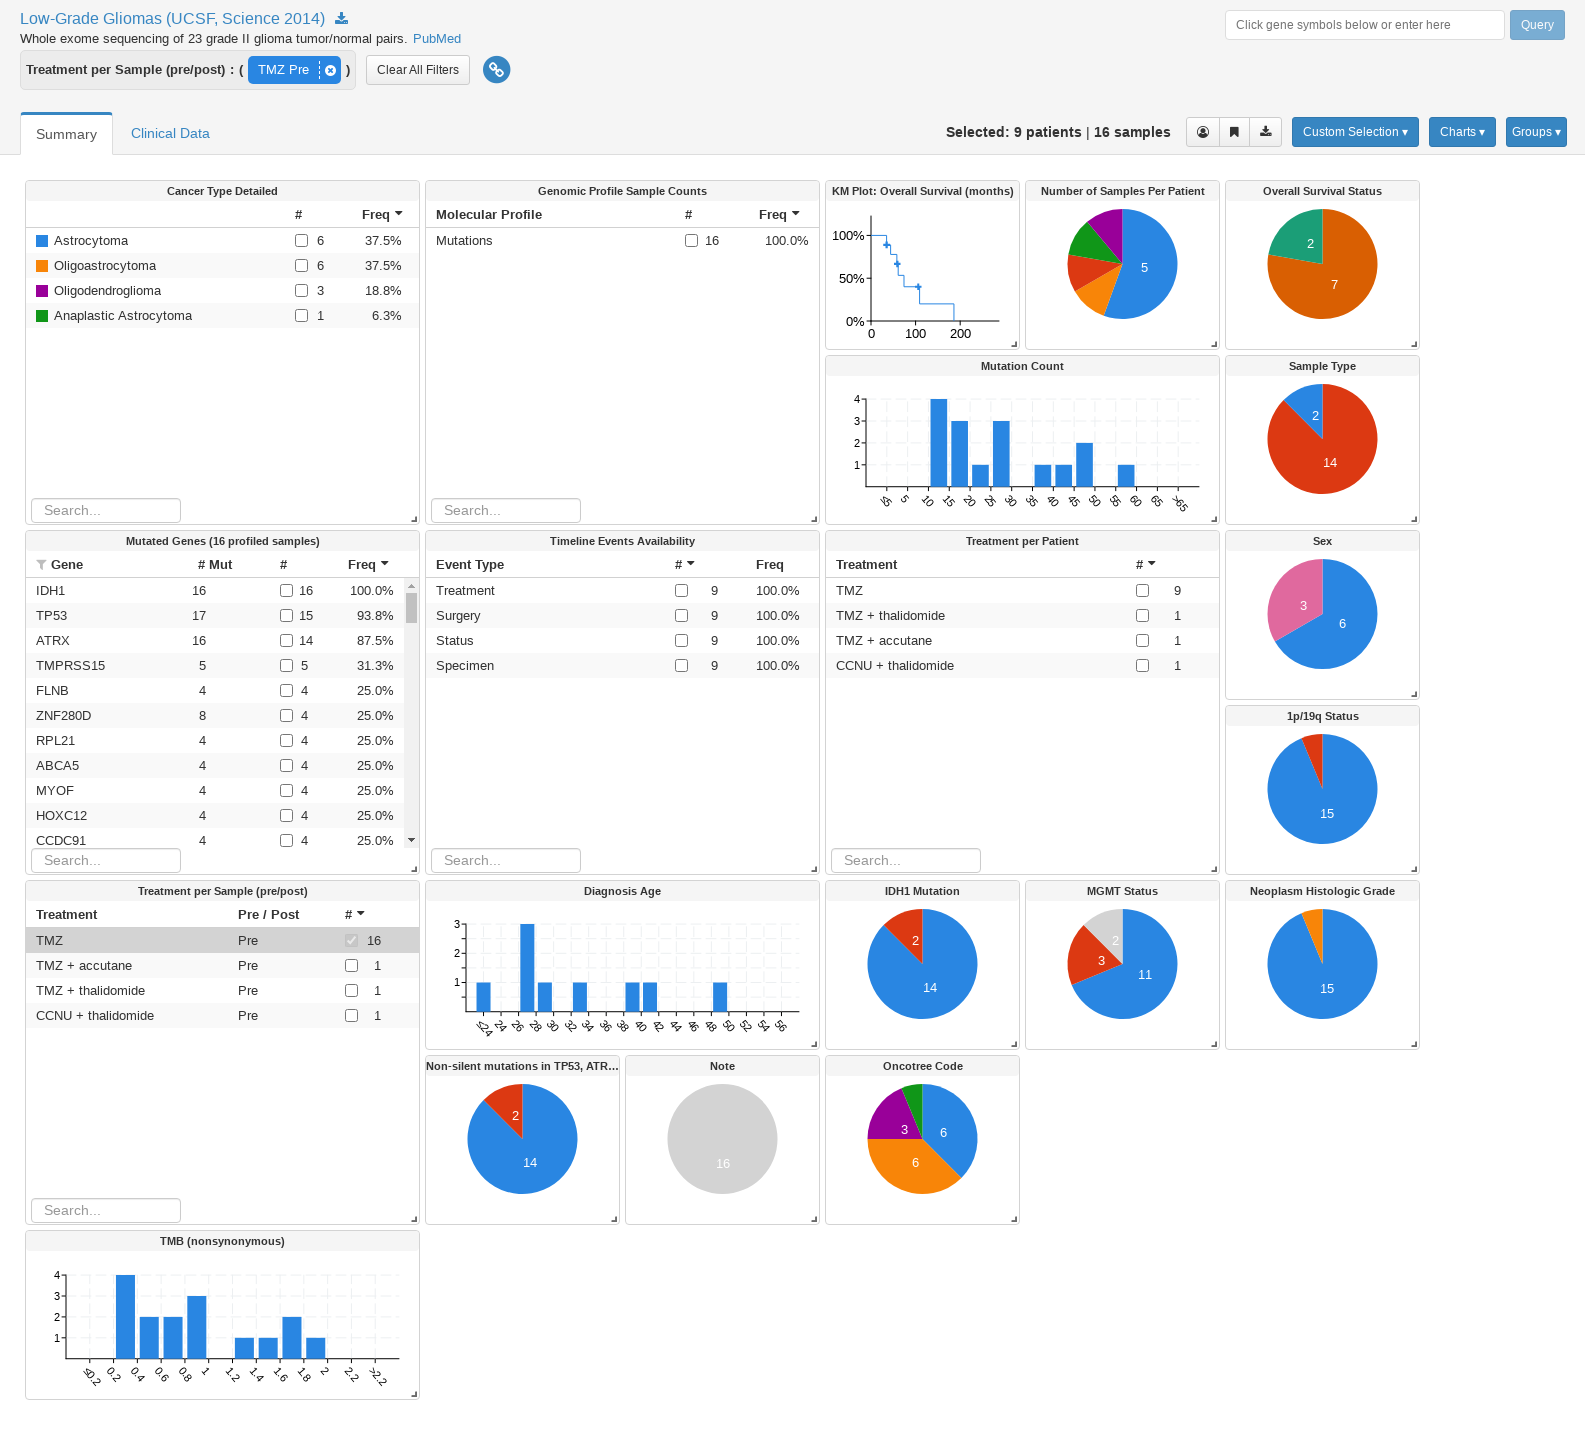 Low-Grade Gliomas (UCSF, Science 2014)
Whole exome sequencing of 23 grade II glioma tumor/normal pairs. PubMed
Click gene symbols below or enter here
Query
Treatment per Sample (pre/post) : ( TMZ Pre )
Clear All Filters
Summary
Clinical Data
Selected: 9 patients | 16 samples
Custom Selection ▾
Charts ▾
Groups ▾
Cancer Type Detailed
# Freq
Astrocytoma 6 37.5%
Oligoastrocytoma 6 37.5%
Oligodendroglioma 3 18.8%
Anaplastic Astrocytoma 1 6.3%
Search...
Genomic Profile Sample Counts
Molecular Profile # Freq
Mutations 16 100.0%
Search...
KM Plot: Overall Survival (months)
100%
50%
0%
0 100 200
Number of Samples Per Patient
5
Overall Survival Status
2
7
Mutation Count
4
3
2
1
≤5 5 10 15 20 25 30 35 40 45 50 55 60 65 >65
Sample Type
2
14
Mutated Genes (16 profiled samples)
Gene # Mut # Freq
IDH1 16 16 100.0%
TP53 17 15 93.8%
ATRX 16 14 87.5%
TMPRSS15 5 5 31.3%
FLNB 4 4 25.0%
ZNF280D 8 4 25.0%
RPL21 4 4 25.0%
ABCA5 4 4 25.0%
MYOF 4 4 25.0%
HOXC12 4 4 25.0%
CCDC91 4 4 25.0%
Search...
Timeline Events Availability
Event Type # Freq
Treatment 9 100.0%
Surgery 9 100.0%
Status 9 100.0%
Specimen 9 100.0%
Search...
Treatment per Patient
Treatment #
TMZ 9
TMZ + thalidomide 1
TMZ + accutane 1
CCNU + thalidomide 1
Search...
Sex
3
6
1p/19q Status
15
Treatment per Sample (pre/post)
Treatment Pre / Post #
TMZ Pre 16
TMZ + accutane Pre 1
TMZ + thalidomide Pre 1
CCNU + thalidomide Pre 1
Search...
Diagnosis Age
3
2
1
≤24 24 26 28 30 32 34 36 38 40 42 44 46 48 50 52 54 56
IDH1 Mutation
2
14
MGMT Status
2
3
11
Neoplasm Histologic Grade
15
Non-silent mutations in TP53, ATR...
2
14
Note
16
Oncotree Code
6
3
6
TMB (nonsynonymous)
4
3
2
1
≤0.2 0.2 0.4 0.6 0.8 1 1.2 1.4 1.6 1.8 2 2.2 >2.2